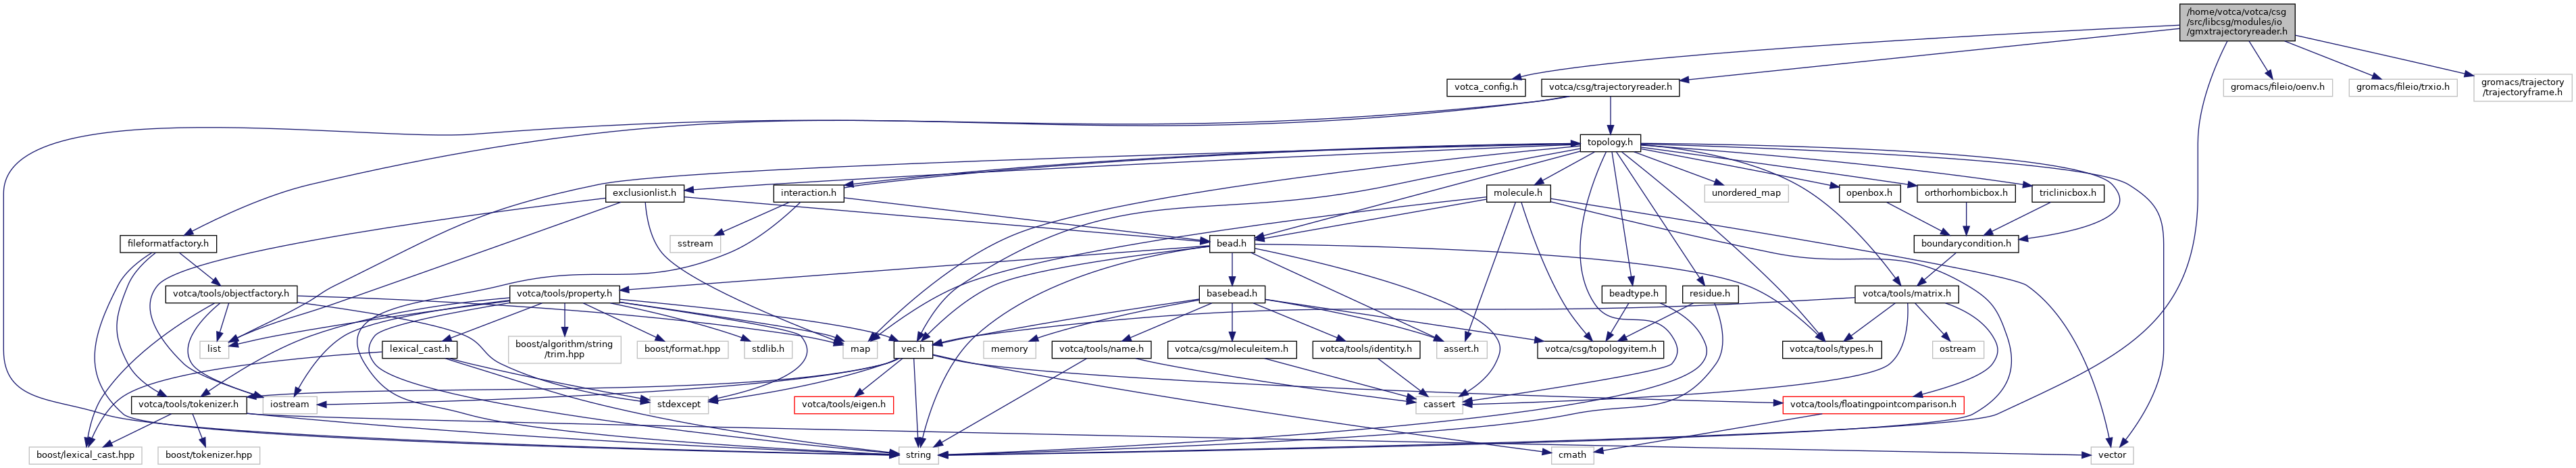 /home/votca/votca/csg
/src/libcsg/modules/io
/gmxtrajectoryreader.h
votca_config.h
votca/csg/trajectoryreader.h
gromacs/fileio/oenv.h
gromacs/fileio/trxio.h
gromacs/trajectory
/trajectoryframe.h
topology.h
exclusionlist.h
interaction.h
molecule.h
unordered_map
openbox.h
orthorhombicbox.h
triclinicbox.h
fileformatfactory.h
sstream
bead.h
boundarycondition.h
votca/tools/objectfactory.h
votca/tools/property.h
basebead.h
beadtype.h
residue.h
votca/tools/matrix.h
list
lexical_cast.h
boost/algorithm/string
/trim.hpp
boost/format.hpp
stdlib.h
map
vec.h
memory
votca/tools/name.h
votca/csg/moleculeitem.h
votca/tools/identity.h
assert.h
votca/csg/topologyitem.h
votca/tools/types.h
ostream
votca/tools/tokenizer.h
iostream
stdexcept
votca/tools/eigen.h
cassert
votca/tools/floatingpointcomparison.h
boost/lexical_cast.hpp
boost/tokenizer.hpp
string
cmath
vector